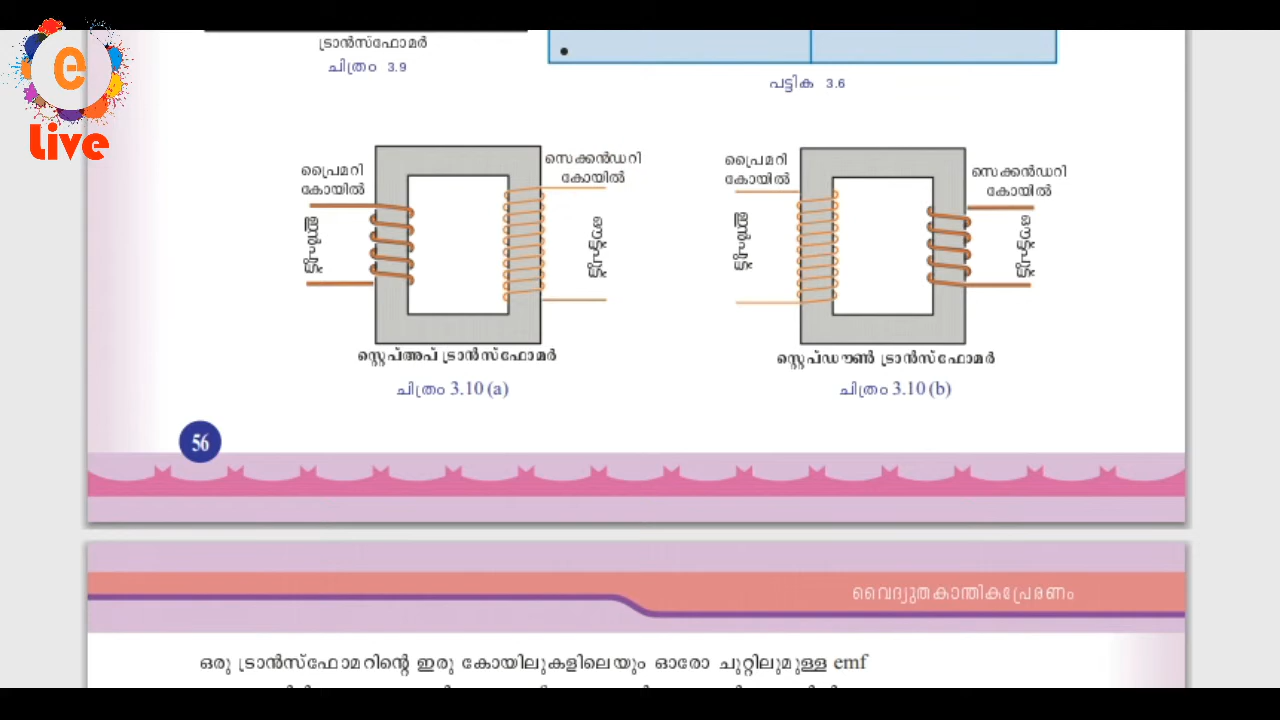 e
Live
ട്രാൻസ്ഫോമർ
ചിത്രം 3.9
പട്ടിക 3.6
പ്രൈമറി
കോയിൽ
സെക്കൻഡറി
കോയിൽ
ഇൻപുട്ട്
ഔട്ട്പുട്ട്
സ്റ്റെപ്അപ് ട്രാൻസ്ഫോമർ
ചിത്രം 3.10 (a)
പ്രൈമറി
കോയിൽ
സെക്കൻഡറി
കോയിൽ
ഇൻപുട്ട്
ഔട്ട്പുട്ട്
സ്റ്റെപ്ഡൗൺ ട്രാൻസ്ഫോമർ
ചിത്രം 3.10 (b)
56
വൈദ്യുതകാന്തികപ്രേരണം
ഒരു ട്രാൻസ്ഫോമറിന്റെ ഇരു കോയിലുകളിലെയും ഓരോ ചുറ്റിലുമുള്ള emf